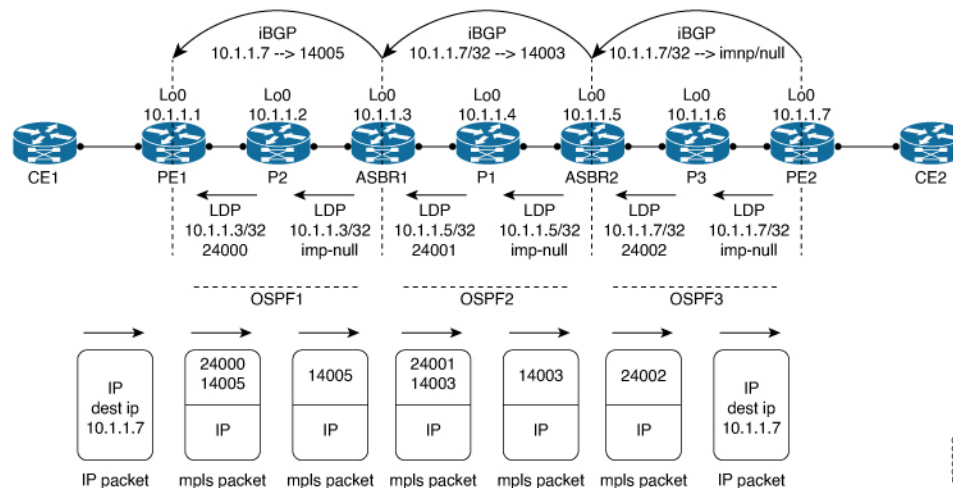 iBGP
10.1.1.7 --> 14005
iBGP
10.1.1.7/32 --> 14003
iBGP
10.1.1.7/32 --> imnp/null
Lo0
10.1.1.1
Lo0
10.1.1.2
Lo0
10.1.1.3
Lo0
10.1.1.4
Lo0
10.1.1.5
Lo0
10.1.1.6
Lo0
10.1.1.7
CE1
PE1
P2
ASBR1
P1
ASBR2
P3
PE2
CE2
LDP
10.1.1.3/32
24000
LDP
10.1.1.3/32
imp-null
LDP
10.1.1.5/32
24001
LDP
10.1.1.5/32
imp-null
LDP
10.1.1.7/32
24002
LDP
10.1.1.7/32
imp-null
OSPF1
OSPF2
OSPF3
IP
dest ip
10.1.1.7
24000
14005
IP
14005
IP
24001
14003
IP
14003
IP
24002
IP
IP
dest ip
10.1.1.7
IP packet
mpls packet
mpls packet
mpls packet
mpls packet
mpls packet
IP packet